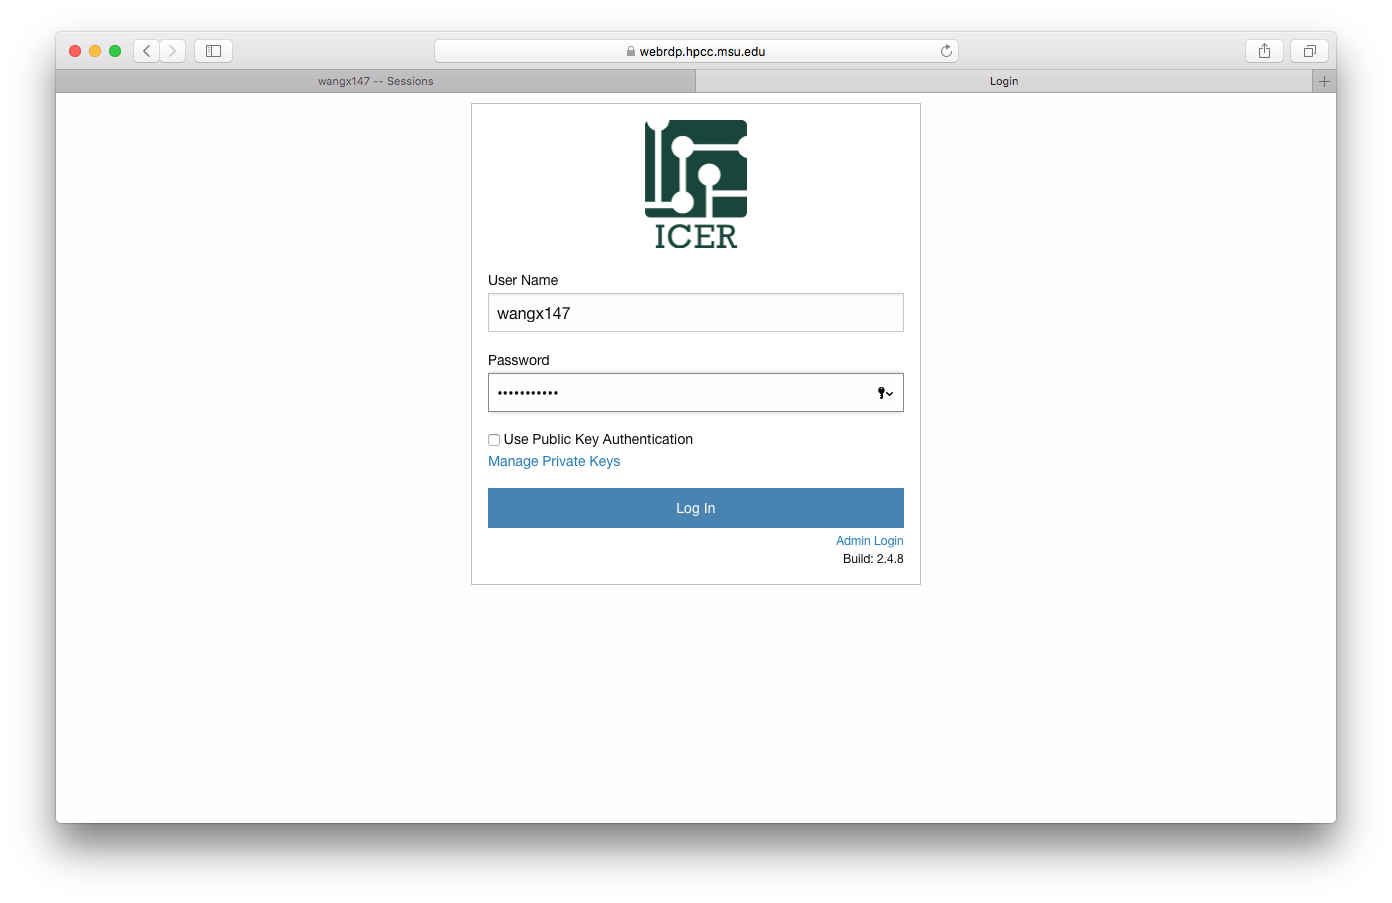 webrdp.hpcc.msu.edu
wangx147 -- Sessions
Login
ICER
User Name
wangx147
Password
•••••••••••
Use Public Key Authentication
Manage Private Keys
Log In
Admin Login
Build: 2.4.8